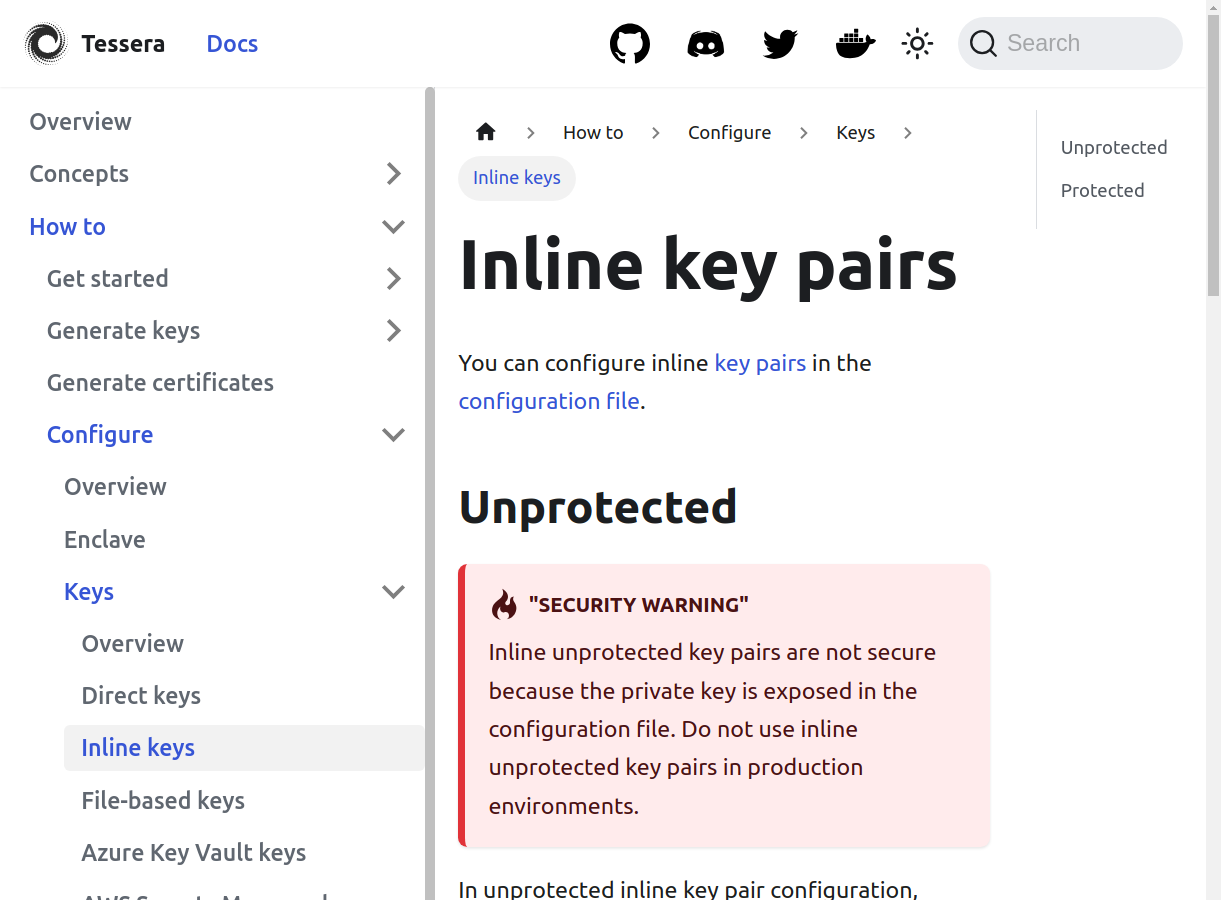 Tessera
Docs
Search
Overview
Concepts
How to
Get started
Generate keys
Generate certificates
Configure
Overview
Enclave
Keys
Overview
Direct keys
Inline keys
File-based keys
Azure Key Vault keys
How to
Configure
Keys
Inline keys
Inline key pairs
You can configure inline key pairs in the
configuration file.
Unprotected
"SECURITY WARNING"
Inline unprotected key pairs are not secure
because the private key is exposed in the
configuration file. Do not use inline
unprotected key pairs in production
environments.
In unprotected inline key pair configuration,
Unprotected
Protected